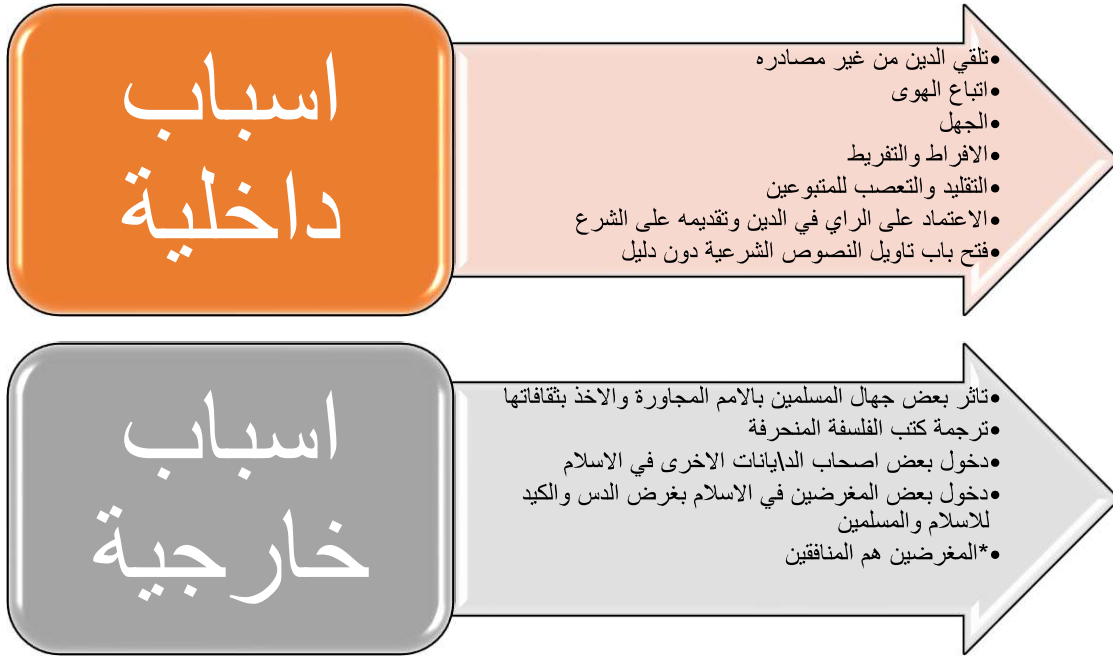 اسباب
داخلية
•تلقي الدين من غير مصادره
•اتباع الهوى
•الجهل
•الافراط والتفريط
•التقليد والتعصب للمتبوعين
•الاعتماد على الراي في الدين وتقديمه على الشرع
•فتح باب تاويل النصوص الشرعية دون دليل
اسباب
خارجية
•تاثر بعض جهال المسلمين بالامم المجاورة والاخذ بثقافاتها
•ترجمة كتب الفلسفة المنحرفة
•دخول بعض اصحاب الد\يانات الاخرى في الاسلام
•دخول بعض المغرضين في الاسلام بغرض الدس والكيد
للاسلام والمسلمين
•*المغرضين هم المنافقين